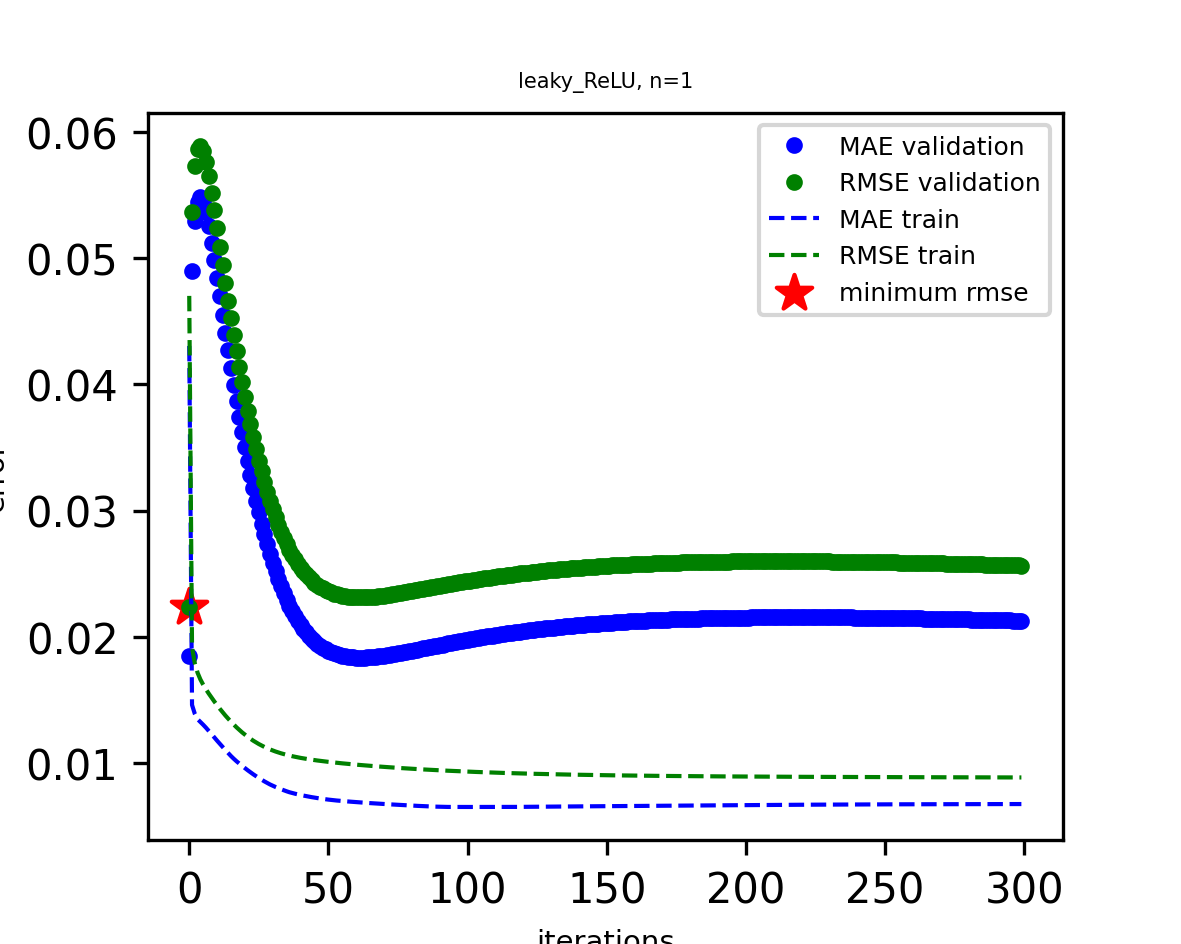 leaky_ReLU, n=1
0.06
0.05
0.04
0.03
0.02
0.01
MAE validation
RMSE validation
MAE train
RMSE train
minimum rmse
0 50 100 150 200 250 300
iterations